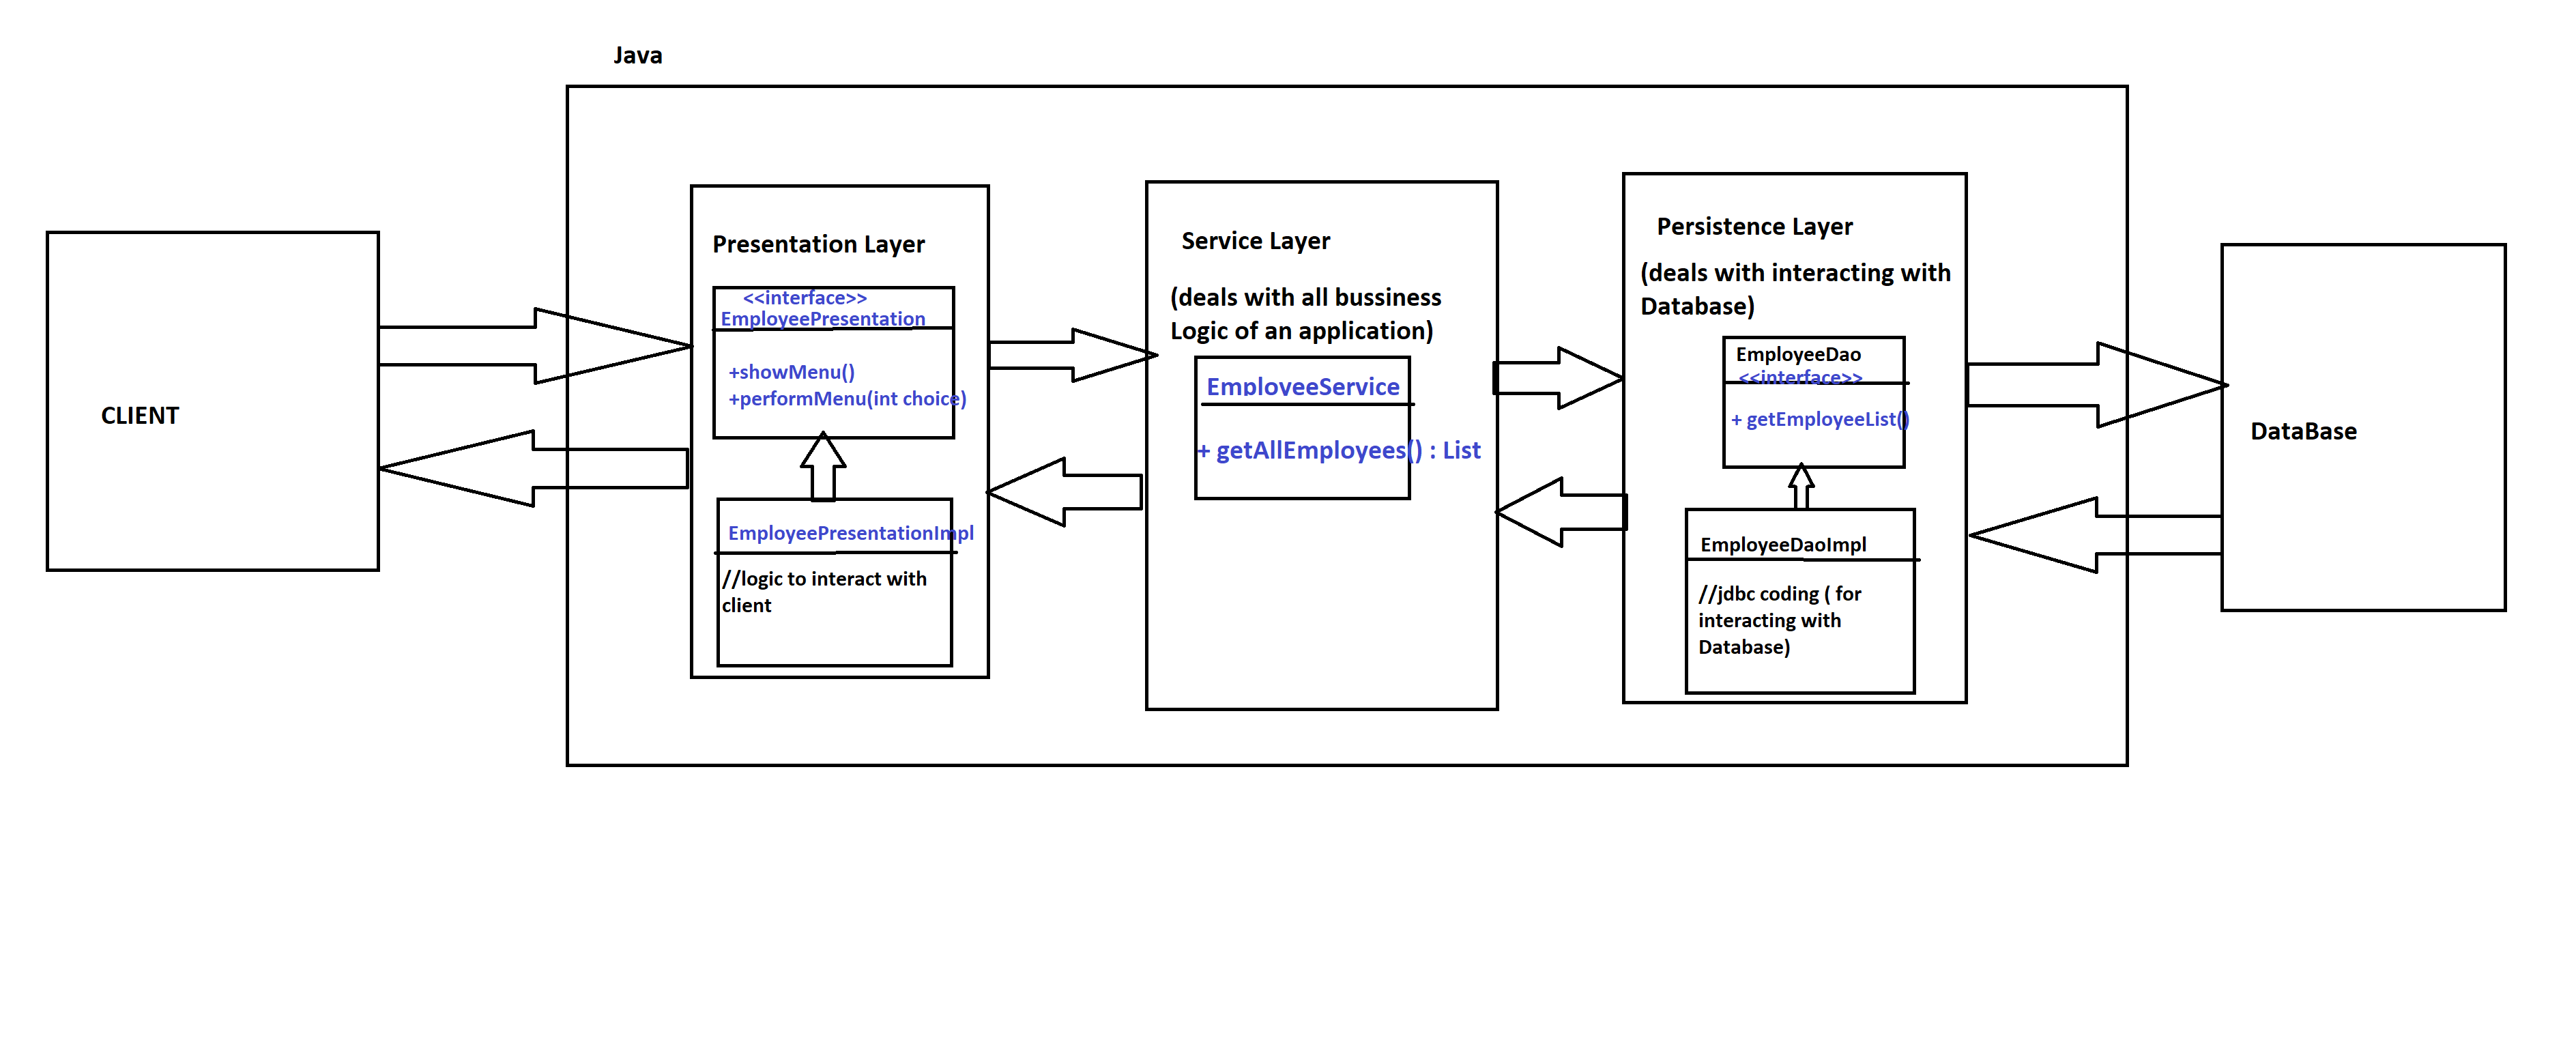 Java
CLIENT
Presentation Layer
<<interface>>
EmployeePresentation
+showMenu()
+performMenu(int choice)
EmployeePresentationImpl
//logic to interact with
client
Service Layer
(deals with all bussiness
Logic of an application)
EmployeeService
+ getAllEmployees() : List
Persistence Layer
(deals with interacting with
Database)
EmployeeDao
<<interface>>
+ getEmployeeList()
EmployeeDaoImpl
//jdbc coding ( for
interacting with
Database)
DataBase